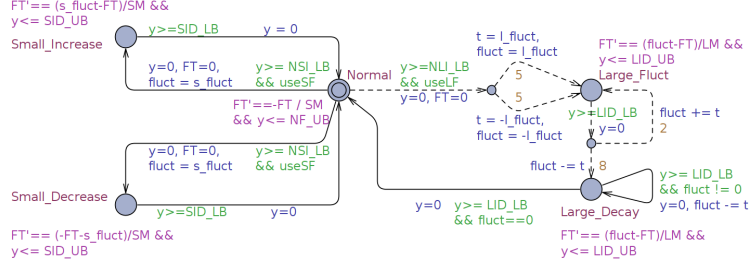 FT'== (s_fluct-FT)/SM &&
y<= SID_UB
Small_Increase
y>=SID_LB
y = 0
y=0, FT=0,
fluct = s_fluct
y>= NSI_LB
&& useSF
Normal
FT'==-FT / SM
&& y<= NF_UB
y=0, FT=0,
fluct = s_fluct
y>= NSI_LB
&& useSF
Small_Decrease
y>=SID_LB
y=0
FT'== (-FT-s_fluct)/SM &&
y<= SID_UB
y>=NLI_LB
&& useLF
y=0, FT=0
t = l_fluct,
fluct = l_fluct
5
5
t = -l_fluct,
fluct = -l_fluct
FT'== (fluct-FT)/LM &&
y<= LID_UB
Large_Fluct
y>=LID_LB
y=0
fluct += t
2
fluct -= t
8
y>= LID_LB
&& fluct != 0
y=0, fluct -= t
Large_Decay
y=0
y>= LID_LB
&& fluct==0
FT'== (fluct-FT)/LM &&
y<= LID_UB